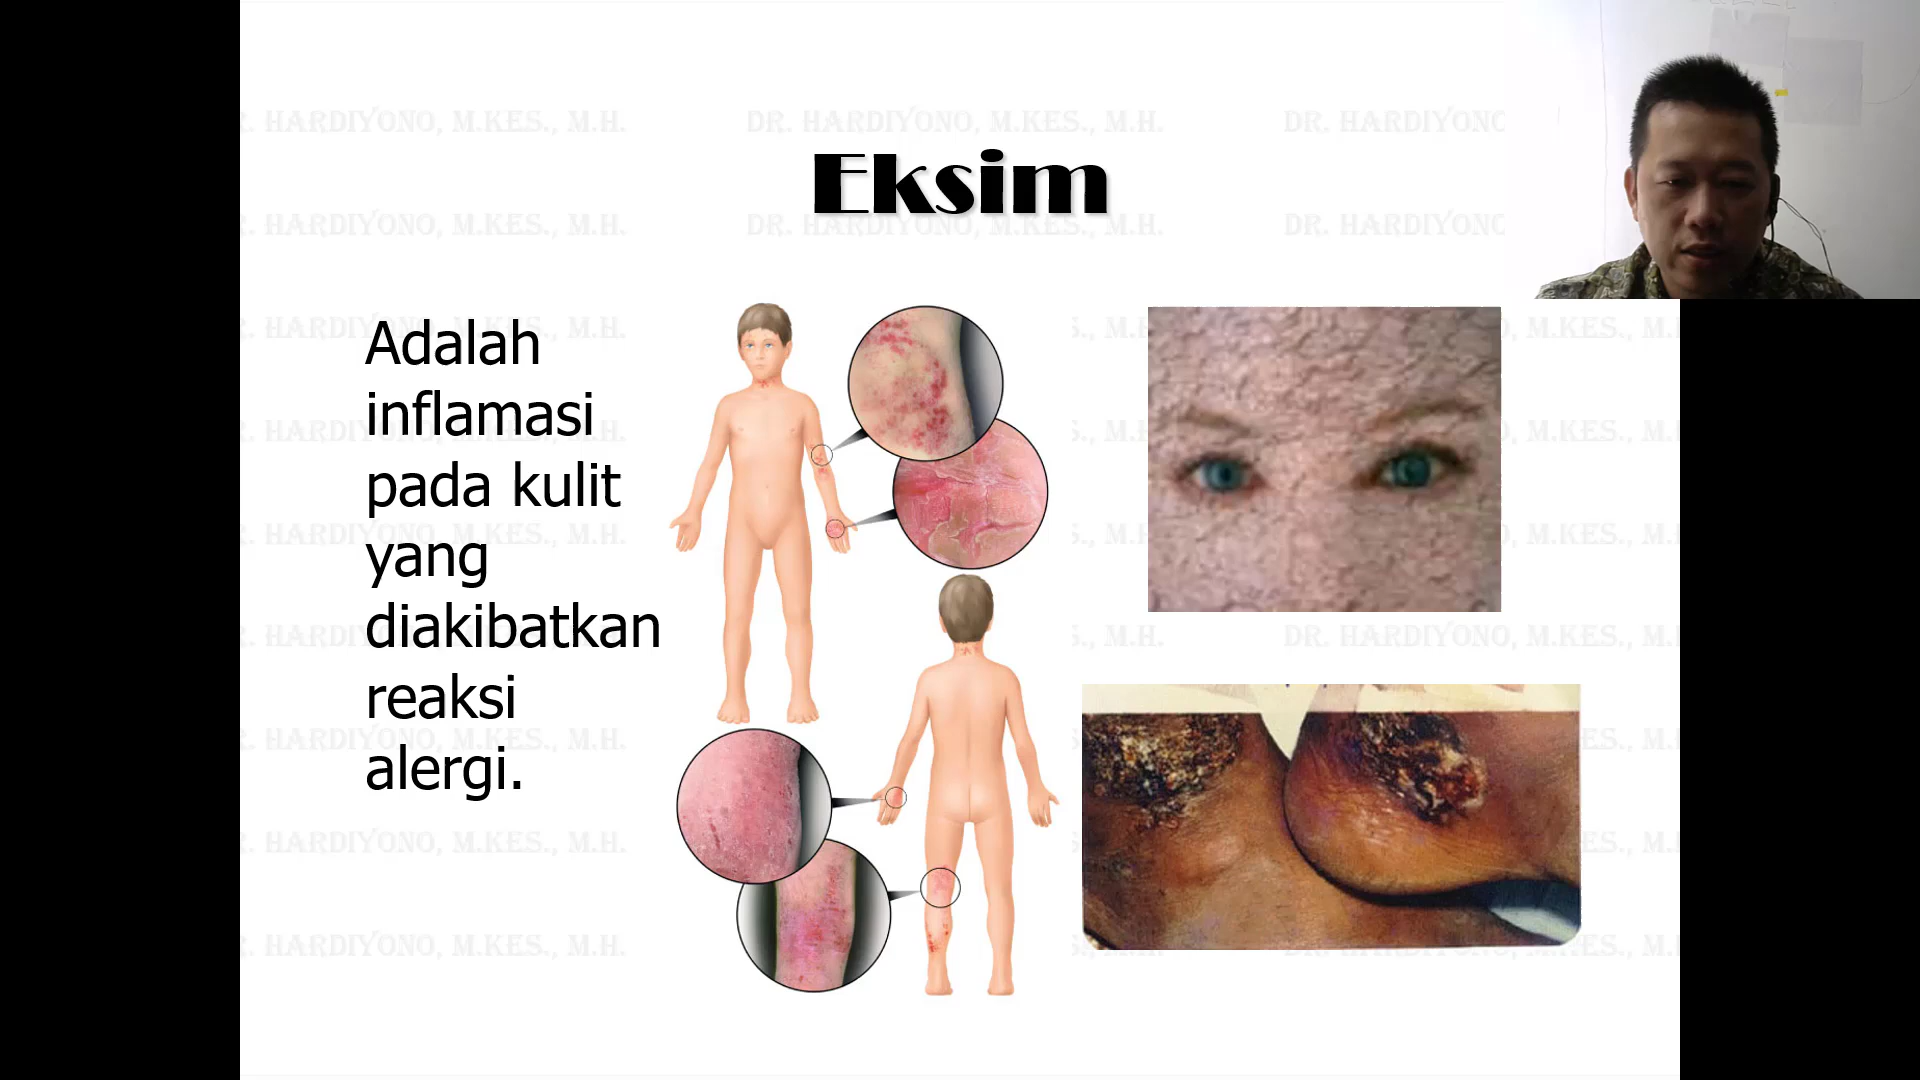 DR. HARDIYONO, M.KES., M.H.
Eksim
Adalah
inflamasi
pada kulit
yang
diakibatkan
reaksi
alergi.